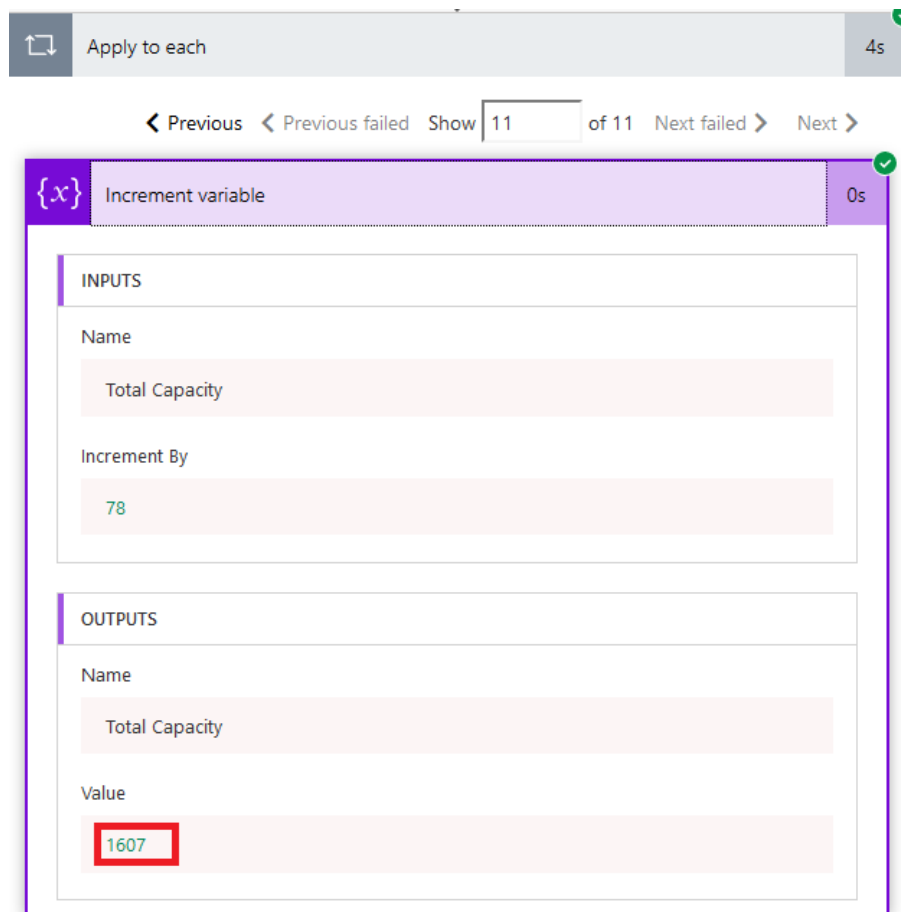 Apply to each 4s
Previous Previous failed Show 11 of 11 Next failed Next
{x} Increment variable 0s
INPUTS
Name
Total Capacity
Increment By
78
OUTPUTS
Name
Total Capacity
Value
1607